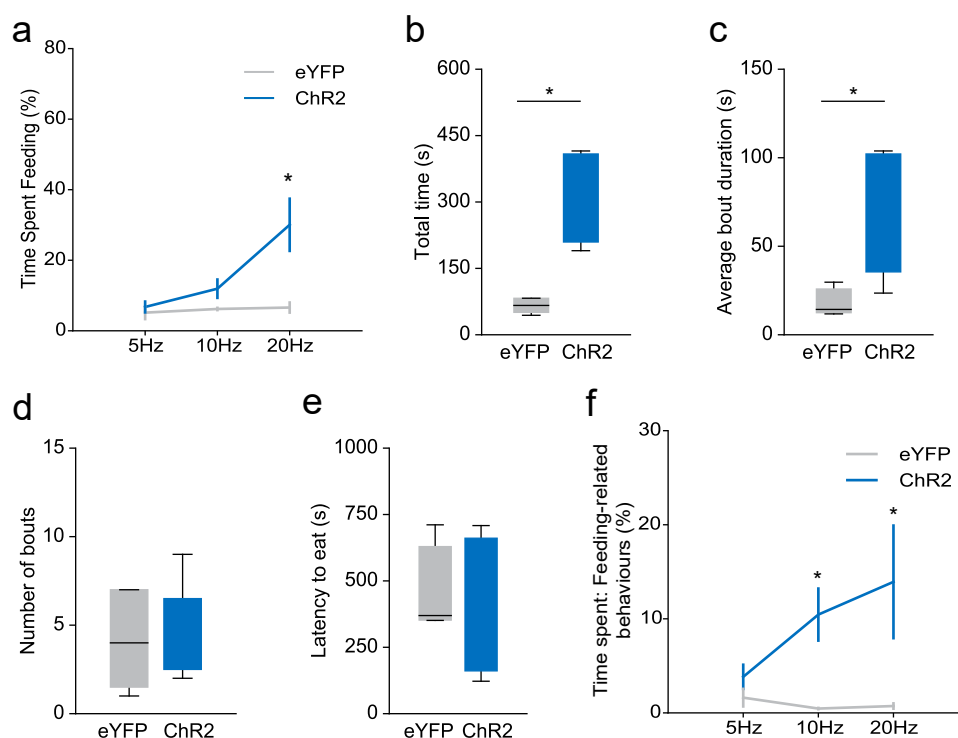 a
Time Spent Feeding (%)
80
60
40
20
0
5Hz 10Hz 20Hz
eYFP
ChR2
*
b
Total time (s)
600
450
300
150
0
eYFP ChR2
*
c
Average bout duration (s)
150
100
50
0
eYFP ChR2
*
d
Number of bouts
15
10
5
0
eYFP ChR2
e
Latency to eat (s)
1000
750
500
250
0
eYFP ChR2
f
Time spent: Feeding-related
behaviours (%)
30
20
10
0
5Hz 10Hz 20Hz
eYFP
ChR2
*
*